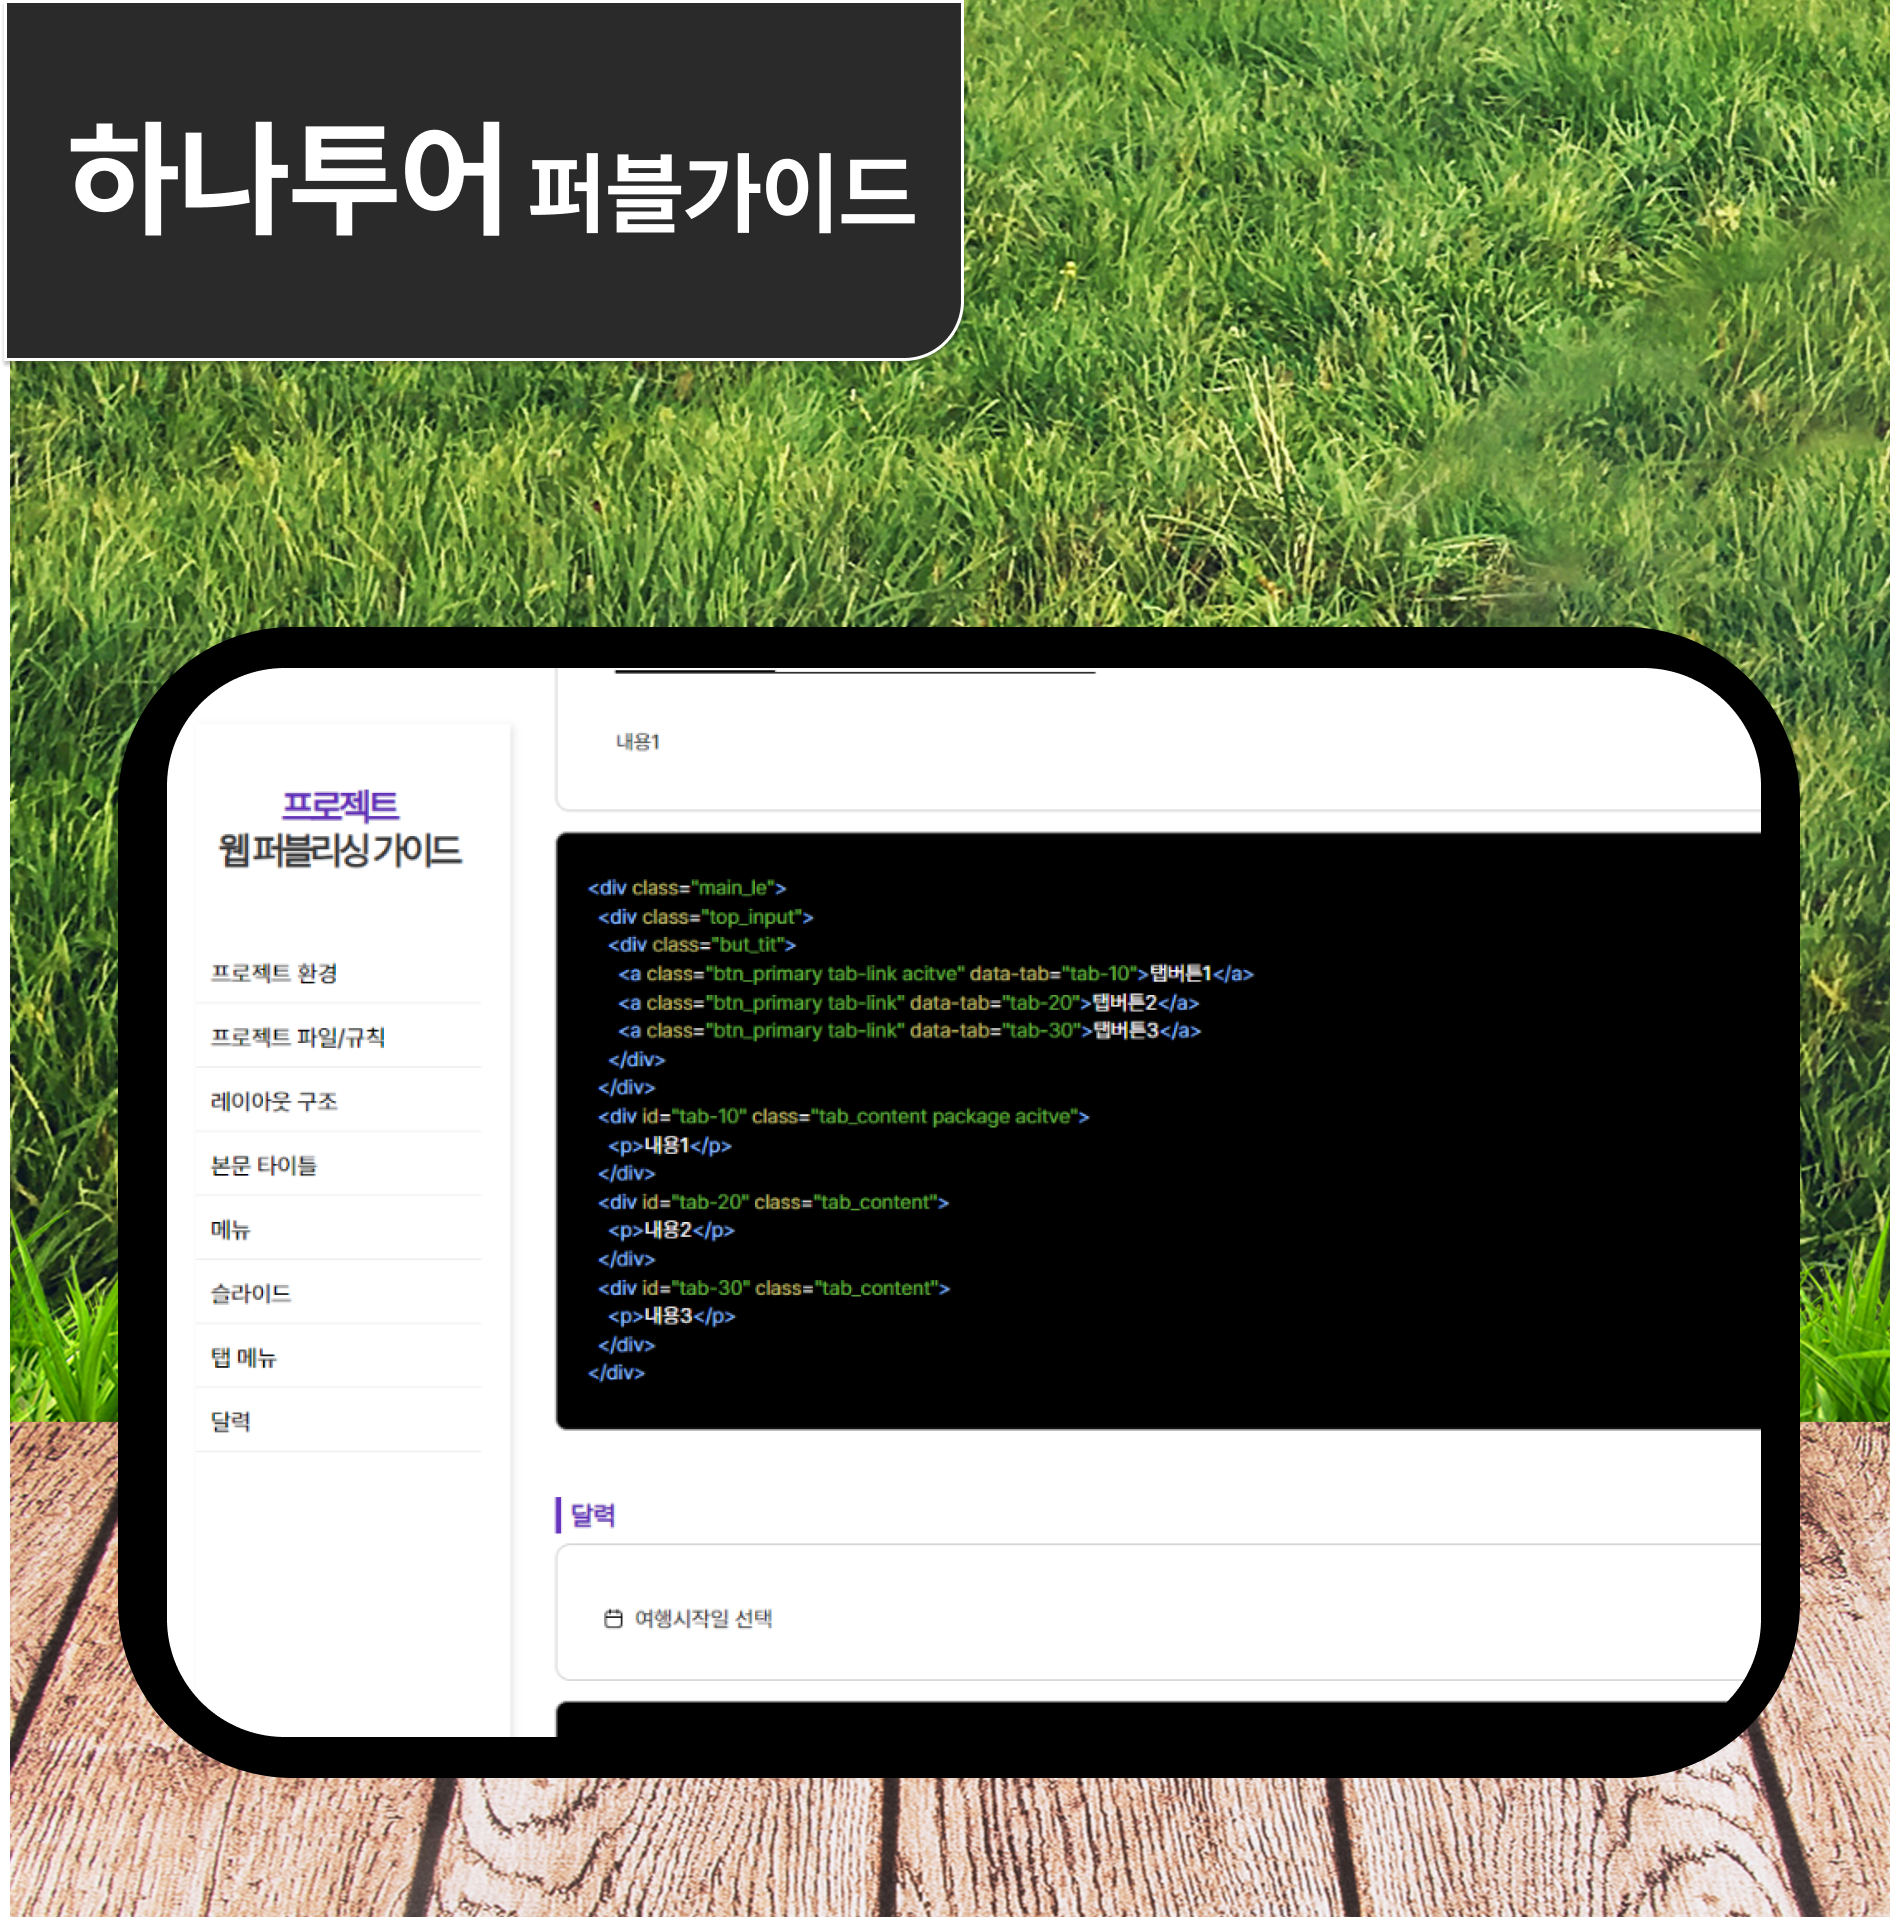 하나투어 퍼블가이드
프로젝트
웹 퍼블리싱 가이드
프로젝트 환경
프로젝트 파일/규칙
레이아웃 구조
본문 타이틀
메뉴
슬라이드
탭 메뉴
달력
내용1
<div class="main_le">
<div class="top_input">
<div class="but_tit">
<a class="btn_primary tab-link acitve" data-tab="tab-10">탭버튼1</a>
<a class="btn_primary tab-link" data-tab="tab-20">탭버튼2</a>
<a class="btn_primary tab-link" data-tab="tab-30">탭버튼3</a>
</div>
</div>
<div id="tab-10" class="tab_content package acitve">
<p>내용1</p>
</div>
<div id="tab-20" class="tab_content">
<p>내용2</p>
</div>
<div id="tab-30" class="tab_content">
<p>내용3</p>
</div>
</div>
달력
여행시작일 선택